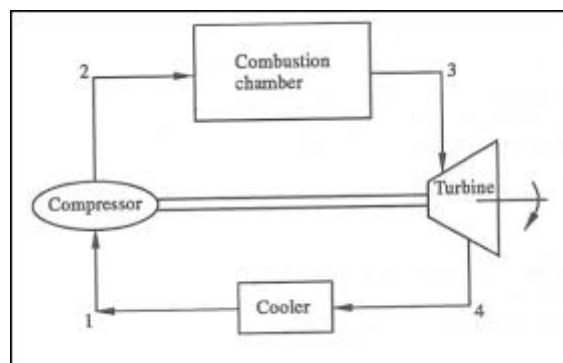 2
Combustion
chamber
3
Compressor
Turbine
1
Cooler
4